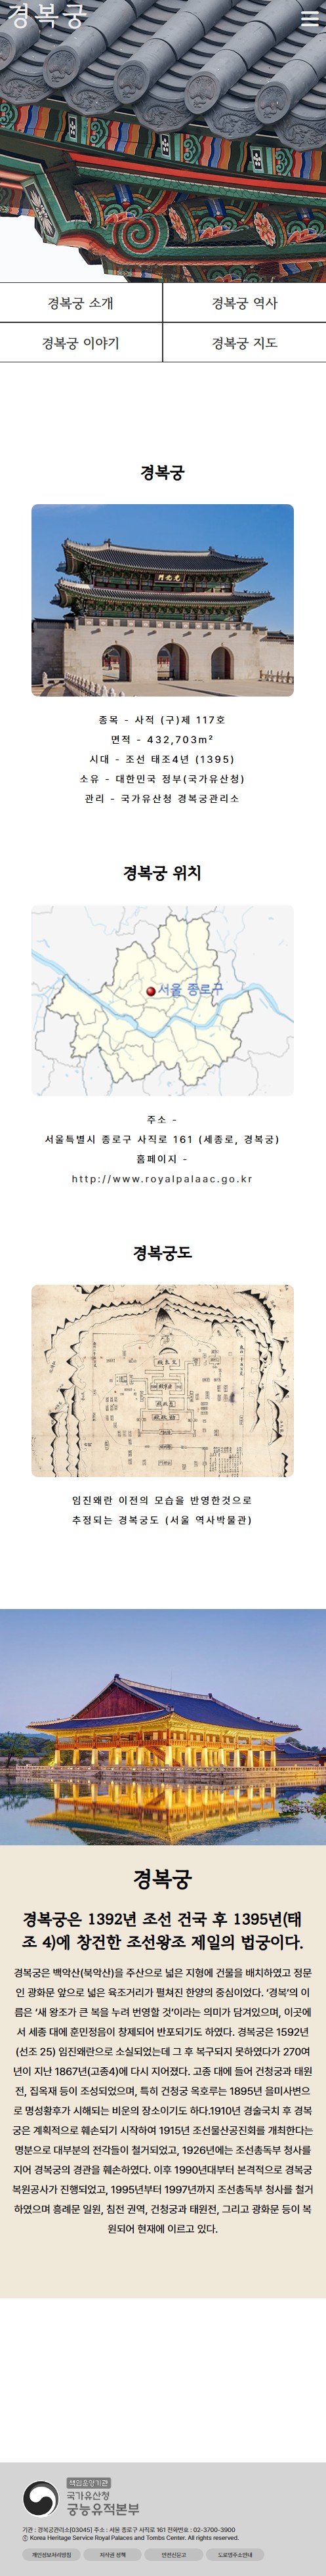 경복궁
경복궁 소개
경복궁 역사
경복궁 이야기
경복궁 지도
경복궁
종목 - 사적 (구)제 117호
면적 - 432,703m²
시대 - 조선 태조4년 (1395)
소유 - 대한민국 정부(국가유산청)
관리 - 국가유산청 경복궁관리소
경복궁 위치
서울 종로구
주소 -
서울특별시 종로구 사직로 161 (세종로, 경복궁)
홈페이지 -
http://www.royalpalaac.go.kr
경복궁도
임진왜란 이전의 모습을 반영한것으로
추정되는 경복궁도 (서울 역사박물관)
경복궁
경복궁은 1392년 조선 건국 후 1395년(태
조 4)에 창건한 조선왕조 제일의 법궁이다.
경복궁은 백악산(북악산)을 주산으로 넓은 지형에 건물을 배치하였고 정문
인 광화문 앞으로 넓은 육조거리가 펼쳐진 한양의 중심이었다. ‘경복’의 이
름은 ‘새 왕조가 큰 복을 누려 번영할 것’이라는 의미가 담겨있으며, 이곳에
서 세종 대에 훈민정음이 창제되어 반포되기도 하였다. 경복궁은 1592년
(선조 25) 임진왜란으로 소실되었는데 그 후 복구되지 못하였다가 270여
년이 지난 1867년(고종4)에 다시 지어졌다. 고종 대에 들어 건청궁과 태원
전, 집옥재 등이 조성되었으며, 특히 건청궁 옥호루는 1895년 을미사변으
로 명성황후가 시해되는 비운의 장소이기도 하다.1910년 경술국치 후 경복
궁은 계획적으로 훼손되기 시작하여 1915년 조선물산공진회를 개최한다는
명분으로 대부분의 전각들이 철거되었고, 1926년에는 조선총독부 청사를
지어 경복궁의 경관을 훼손하였다. 이후 1990년대부터 본격적으로 경복궁
복원공사가 진행되었고, 1995년부터 1997년까지 조선총독부 청사를 철거
하였으며 흥례문 일원, 침전 권역, 건청궁과 태원전, 그리고 광화문 등이 복
원되어 현재에 이르고 있다.
책임운영기관
국가유산청
궁능유적본부
기관 : 경복궁관리소[03045] 주소 : 서울 종로구 사직로 161 전화번호 : 02-3700-3900
ⓒ Korea Heritage Service Royal Palaces and Tombs Center. All rights reserved.
개인정보처리방침
저작권 정책
안전신문고
도로명주소안내